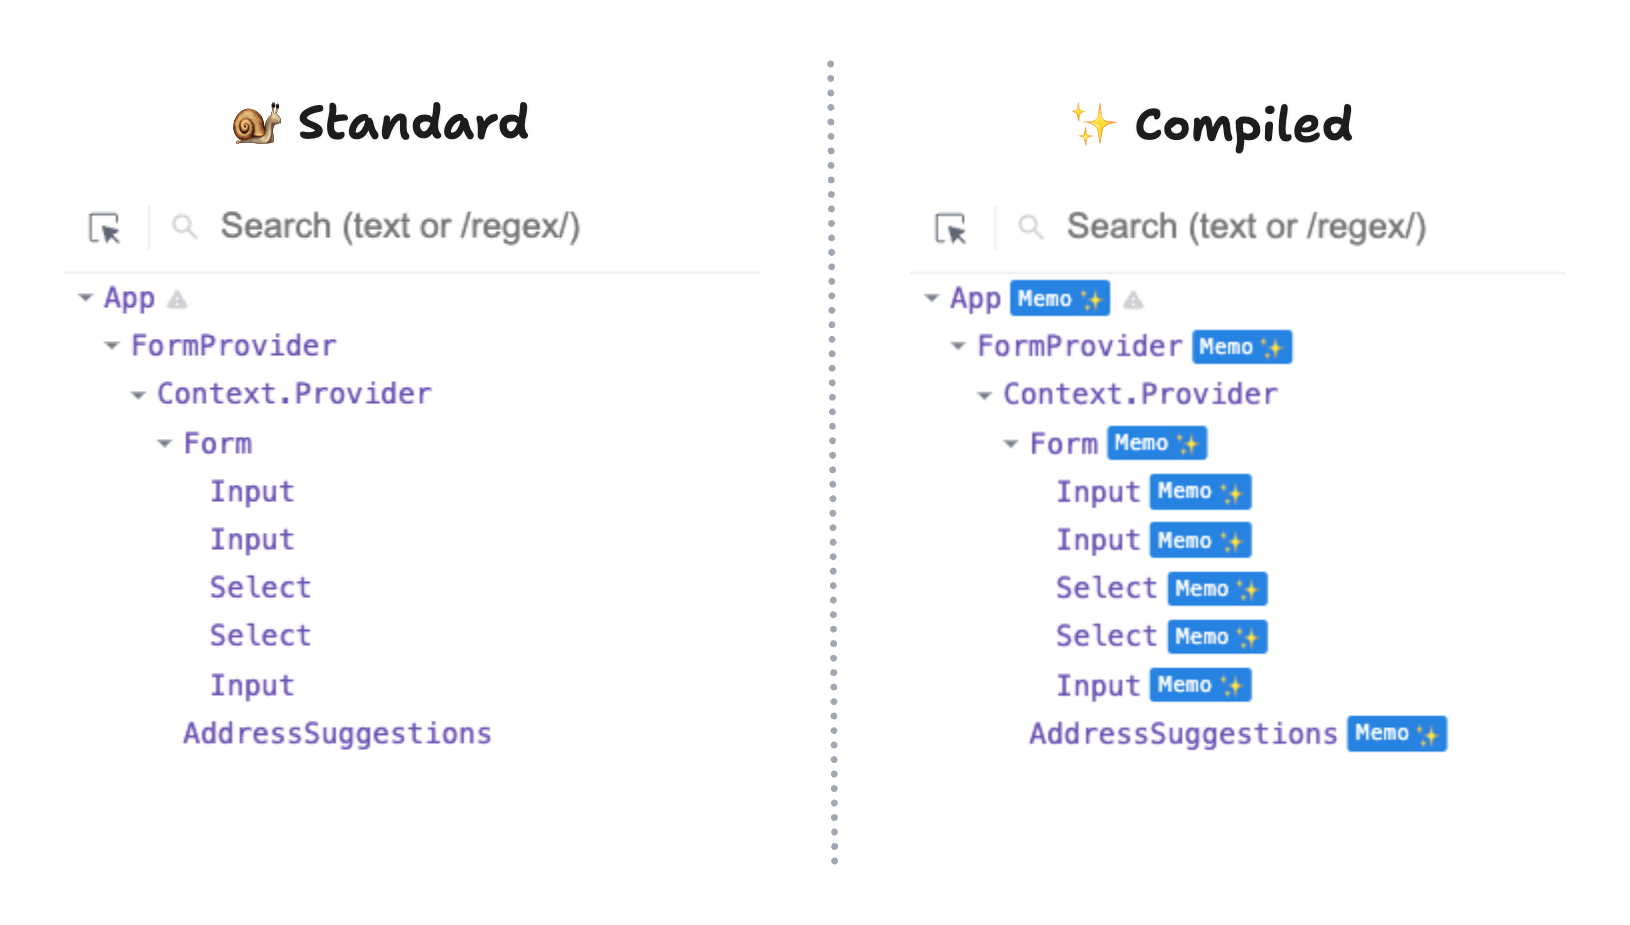 Standard
Search (text or /regex/)
App
FormProvider
Context.Provider
Form
Input
Input
Select
Select
Input
AddressSuggestions
Compiled
Search (text or /regex/)
App Memo
FormProvider Memo
Context.Provider
Form Memo
Input Memo
Input Memo
Select Memo
Select Memo
Input Memo
AddressSuggestions Memo